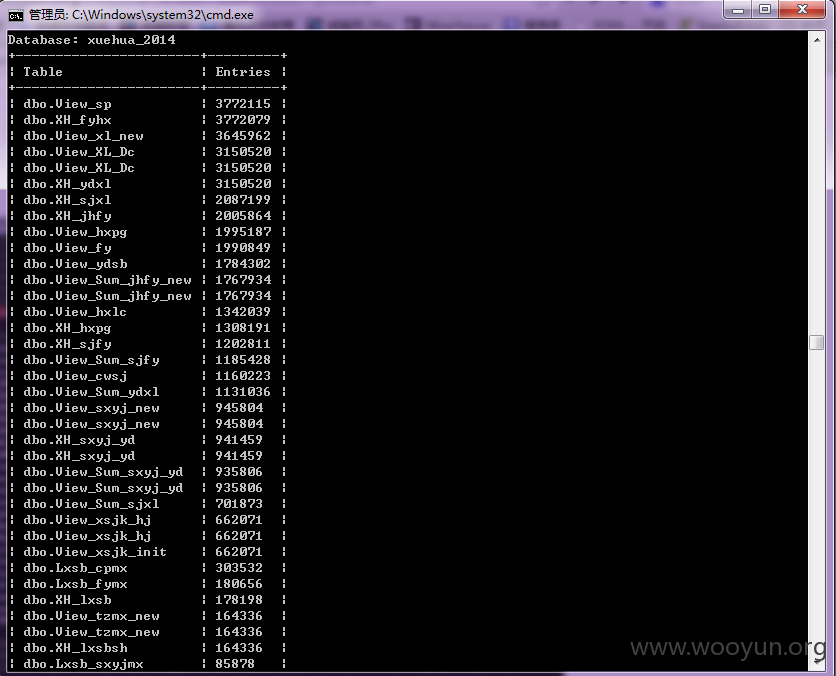 管理员: C:\Windows\system32\cmd.exe
Database: xuehua_2014
+-----------------------+---------+
| Table                 | Entries |
+-----------------------+---------+
| dbo.View_sp           | 3772115 |
| dbo.XH_fyhx           | 3772079 |
| dbo.View_xl_new       | 3645962 |
| dbo.View_XL_Dc        | 3150520 |
| dbo.View_XL_Dc        | 3150520 |
| dbo.XH_ydxl           | 3150520 |
| dbo.XH_sjxl           | 2087199 |
| dbo.XH_jhfy           | 2005864 |
| dbo.View_hxpg         | 1995187 |
| dbo.View_fy           | 1990849 |
| dbo.View_ydsb         | 1784302 |
| dbo.View_Sum_jhfy_new | 1767934 |
| dbo.View_Sum_jhfy_new | 1767934 |
| dbo.View_hxlc         | 1342039 |
| dbo.XH_hxpg           | 1308191 |
| dbo.XH_sjfy           | 1202811 |
| dbo.View_Sum_sjfy     | 1185428 |
| dbo.View_cwsj         | 1160223 |
| dbo.View_Sum_ydxl     | 1131036 |
| dbo.View_sxyj_new     | 945804  |
| dbo.View_sxyj_new     | 945804  |
| dbo.XH_sxyj_yd        | 941459  |
| dbo.XH_sxyj_yd        | 941459  |
| dbo.View_Sum_sxyj_yd  | 935806  |
| dbo.View_Sum_sxyj_yd  | 935806  |
| dbo.View_Sum_sjxl     | 701873  |
| dbo.View_xsjk_hj      | 662071  |
| dbo.View_xsjk_hj      | 662071  |
| dbo.View_xsjk_init    | 662071  |
| dbo.Lxsb_cpmx         | 303532  |
| dbo.Lxsb_fymx         | 180656  |
| dbo.XH_lxsb           | 178198  |
| dbo.View_tzmx_new     | 164336  |
| dbo.View_tzmx_new     | 164336  |
| dbo.XH_lxsbsh         | 164336  |
| dbo.Lxsb_sxyjmx       | 85878   |
www.wooyun.org